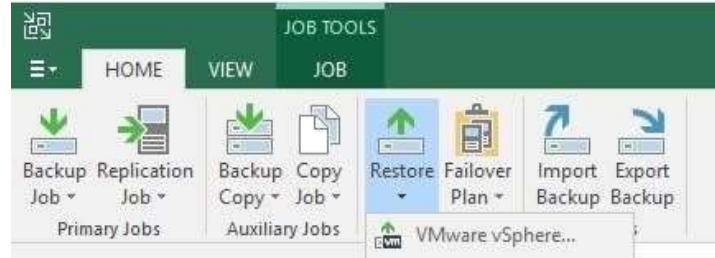 JOB TOOLS
HOME VIEW JOB
Backup Replication Backup Copy Restore Failover Import Export
Job Job Copy Job Plan Backup Backup
Primary Jobs Auxiliary Jobs
VMware vSphere...